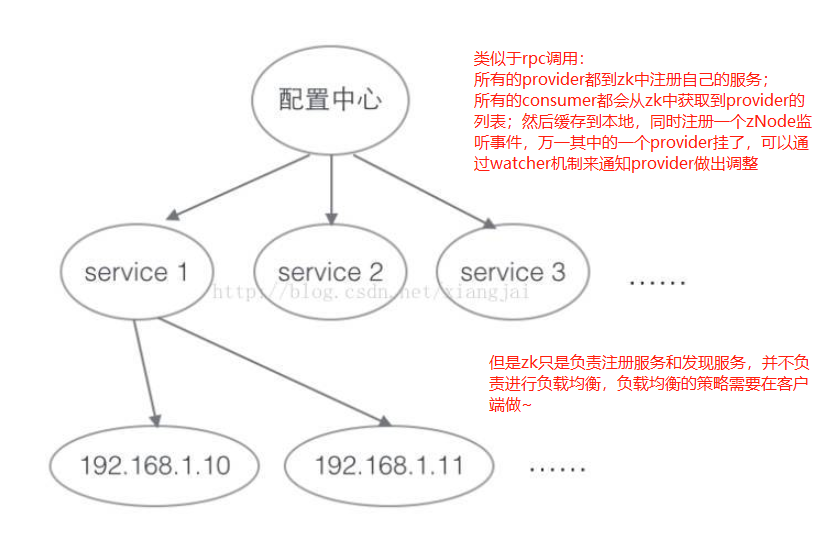 类似于rpc调用：
所有的provider都到zk中注册自己的服务；
所有的consumer都会从zk中获取到provider的
列表；然后缓存到本地，同时注册一个zNode监
听事件，万一其中的一个provider挂了，可以通
过watcher机制来通知provider做出调整
配置中心
service 1
service 2
service 3
......
http://blog.csdn.net/xiangjai
但是zk只是负责注册服务和发现服务，并不负
责进行负载均衡，负载均衡的策略需要在客户
端做~
192.168.1.10
192.168.1.11
......